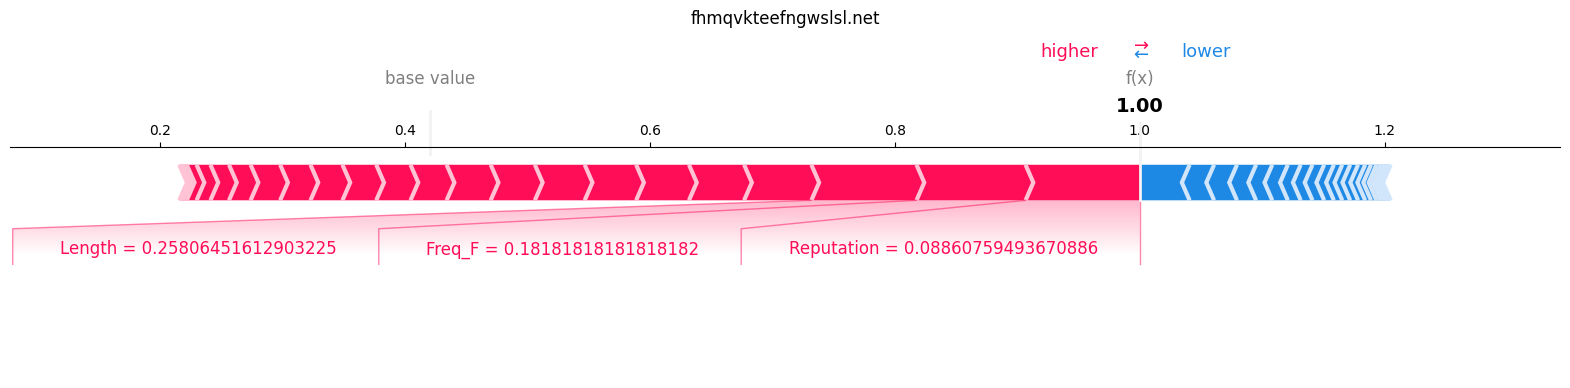 fhmqvkteefngwslsl.net
higher ⇄ lower
base value f(x)
1.00
0.2 0.4 0.6 0.8 1.0 1.2
Length = 0.25806451612903225 Freq_F = 0.18181818181818182 Reputation = 0.08860759493670886